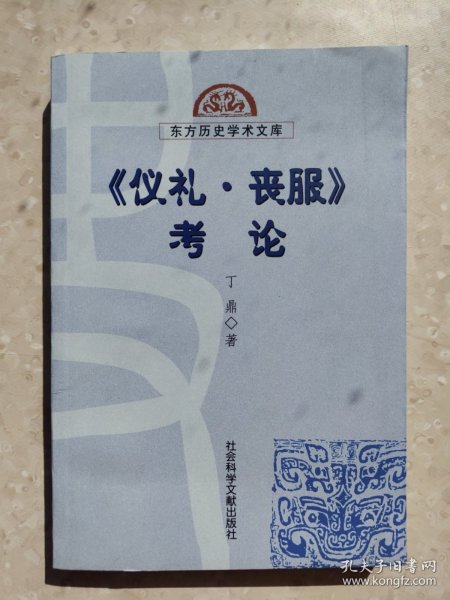 东方历史学术文库
《仪礼·丧服》
考 论
丁鼎◇著
社会科学文献出版社
孔夫子旧书网
www.kongfz.com